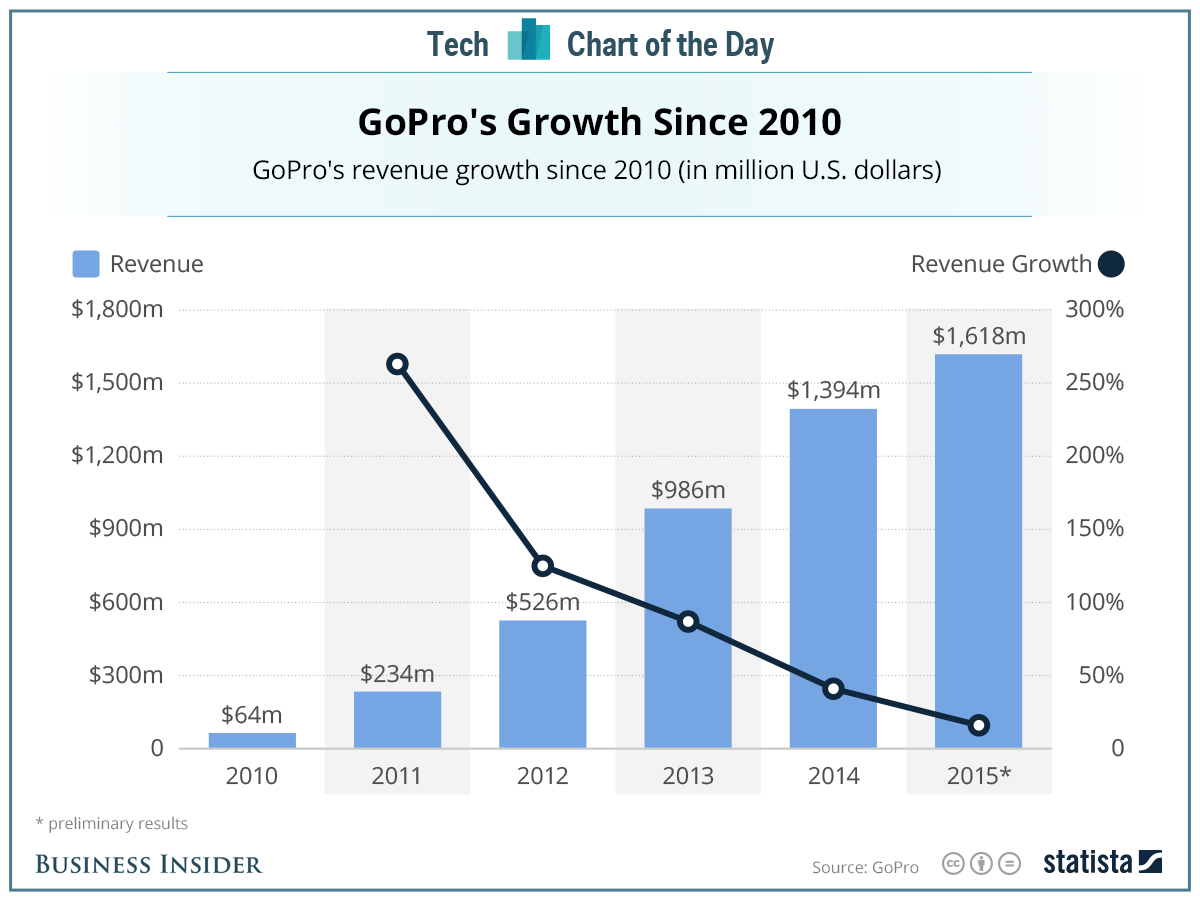 Tech Chart of the Day
GoPro's Growth Since 2010
GoPro's revenue growth since 2010 (in million U.S. dollars)
Revenue
Revenue Growth
$1,800m
300%
$1,618m
$1,500m
$1,394m
250%
$1,200m
200%
$986m
$900m
150%
$600m
$526m
100%
$300m
$234m
50%
$64m
0
0
2010
2011
2012
2013
2014
2015*
* preliminary results
BUSINESS INSIDER
Source: GoPro
cc
statista